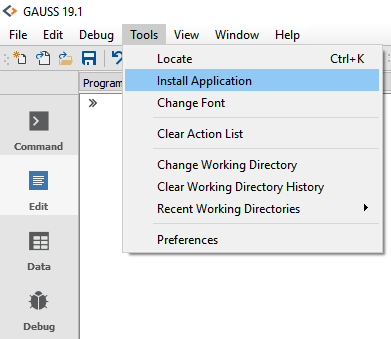 GAUSS 19.1
File Edit Debug Tools View Window Help
Locate Ctrl+K
Install Application
Change Font
Clear Action List
Change Working Directory
Clear Working Directory History
Recent Working Directories
Preferences
Program
Command
Edit
Data
Debug